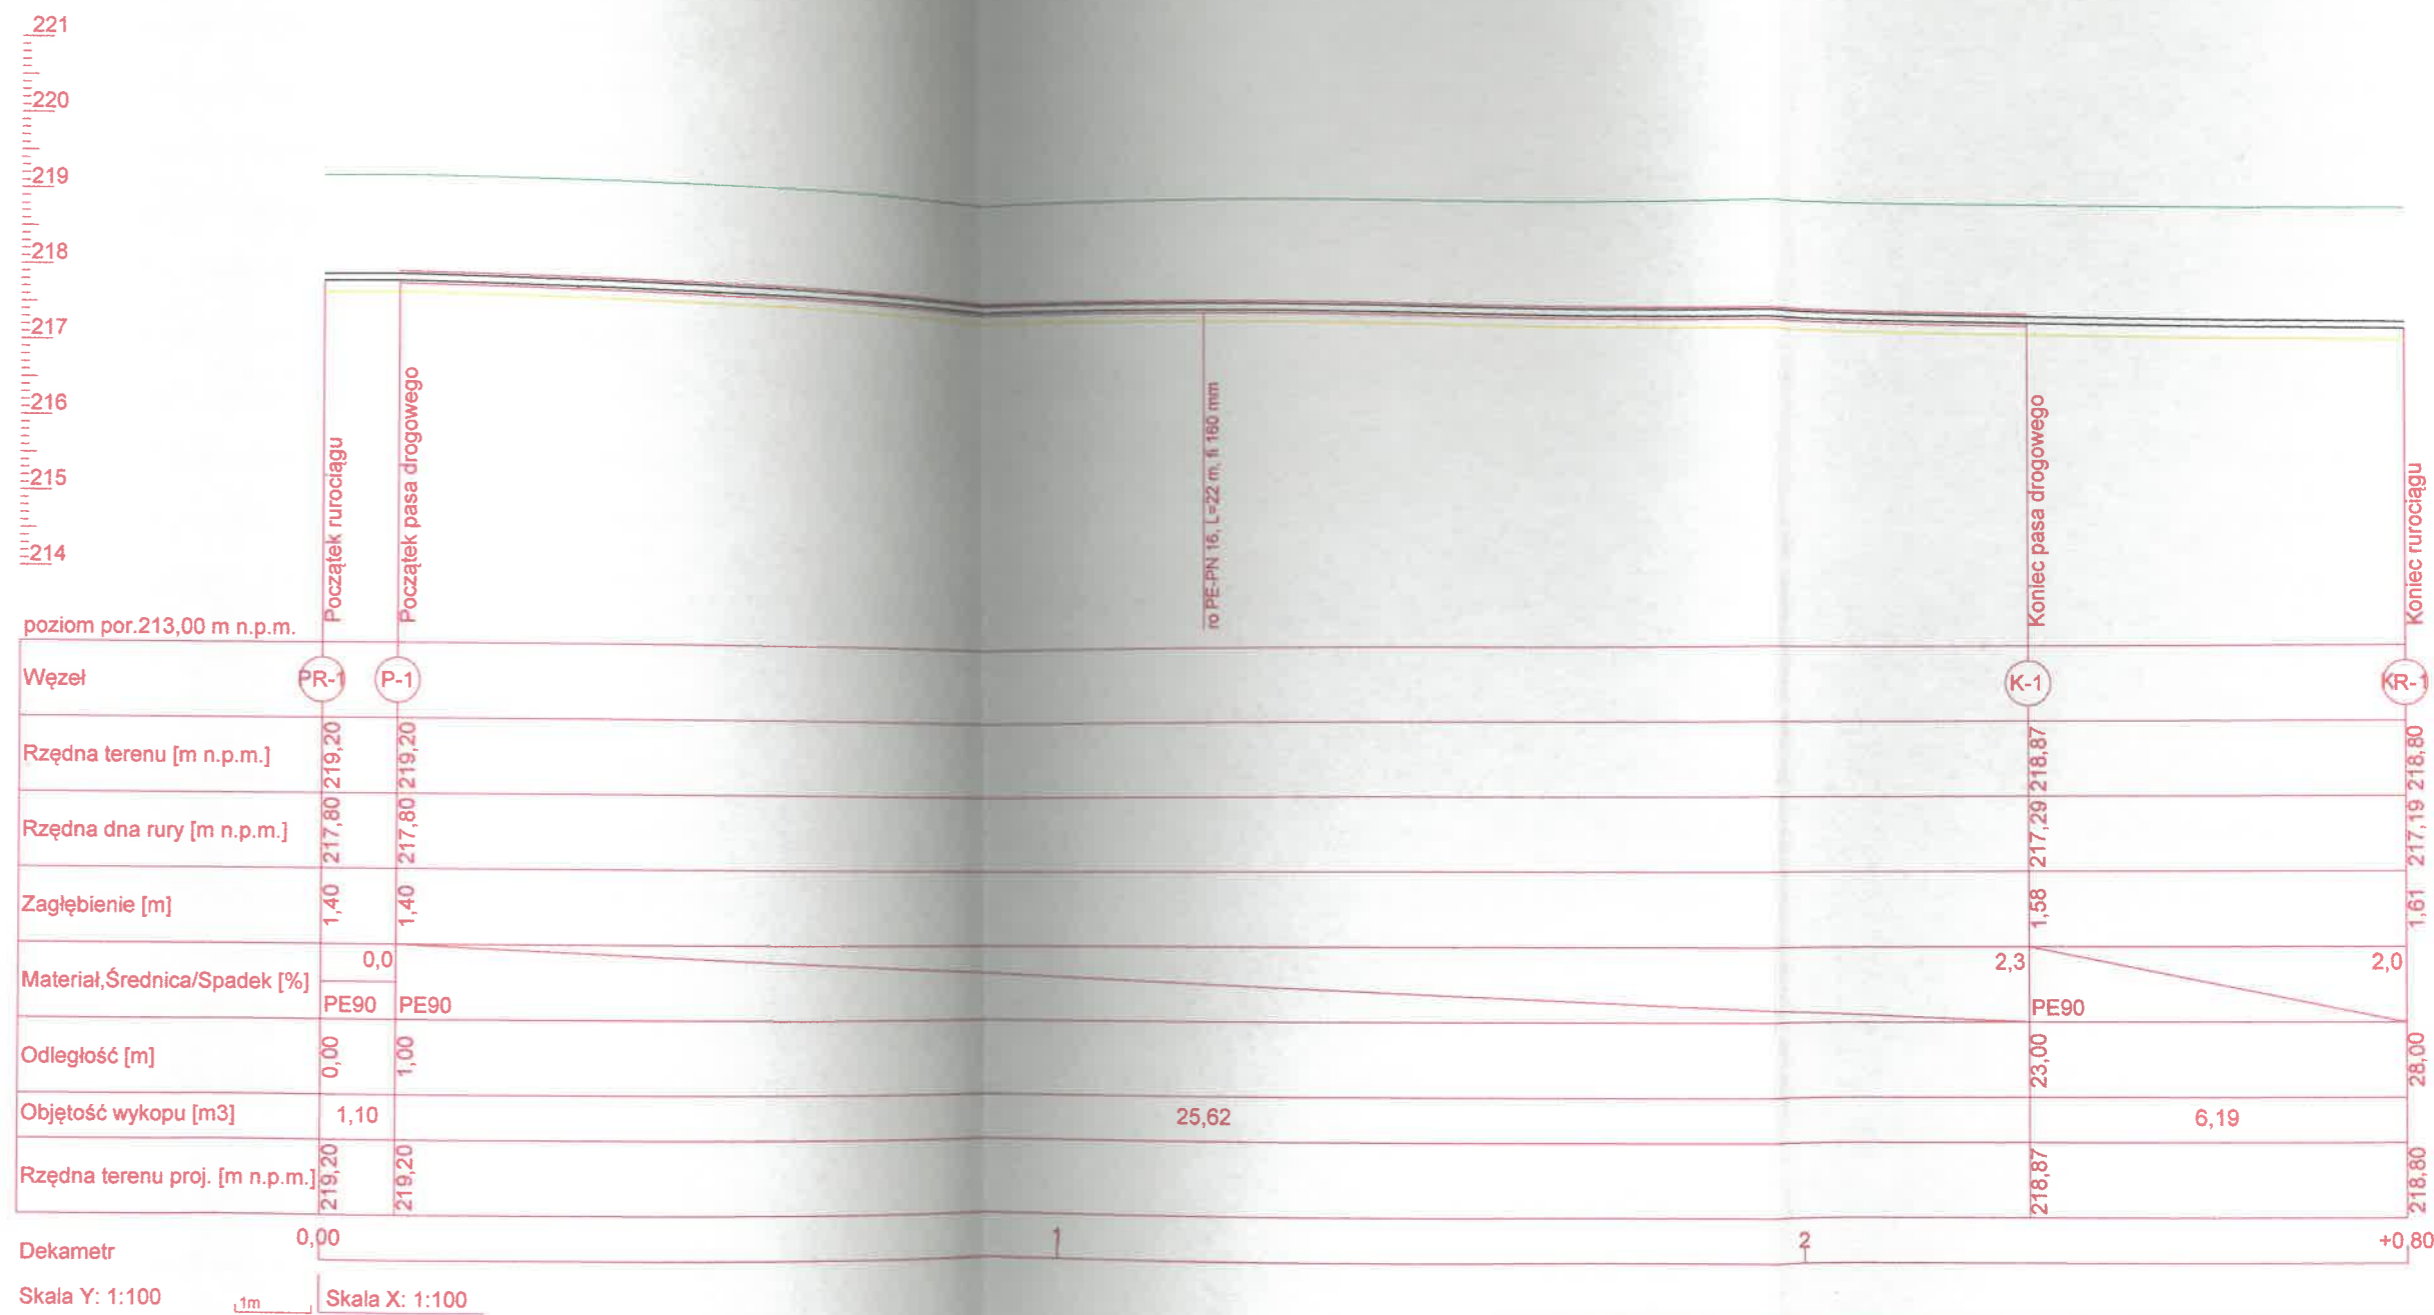 221
220
219
218
217
216
215
214
poziom por.213,00 m n.p.m.
Początek rurociągu
Początek pasa drogowego
ro PE-PN 16, L=22 m, fi 160 mm
Koniec pasa drogowego
Koniec rurociągu
Węzeł PR-1 P-1 K-1 KR-1
Rzędna terenu [m n.p.m.] 219,20 219,20 218,87 218,80
Rzędna dna rury [m n.p.m.] 217,80 217,80 217,29 217,19
Zagłębienie [m] 1,40 1,40 1,58 1,61
Materiał,Średnica/Spadek [%] 0,0 2,3 2,0
PE90 PE90 PE90
Odległość [m] 0,00 1,00 23,00 28,00
Objętość wykopu [m3] 1,10 25,62 6,19
Rzędna terenu proj. [m n.p.m.] 219,20 219,20 218,87 218,80
Dekametr 0,00 1 2 +0,80
Skala Y: 1:100 1m Skala X: 1:100